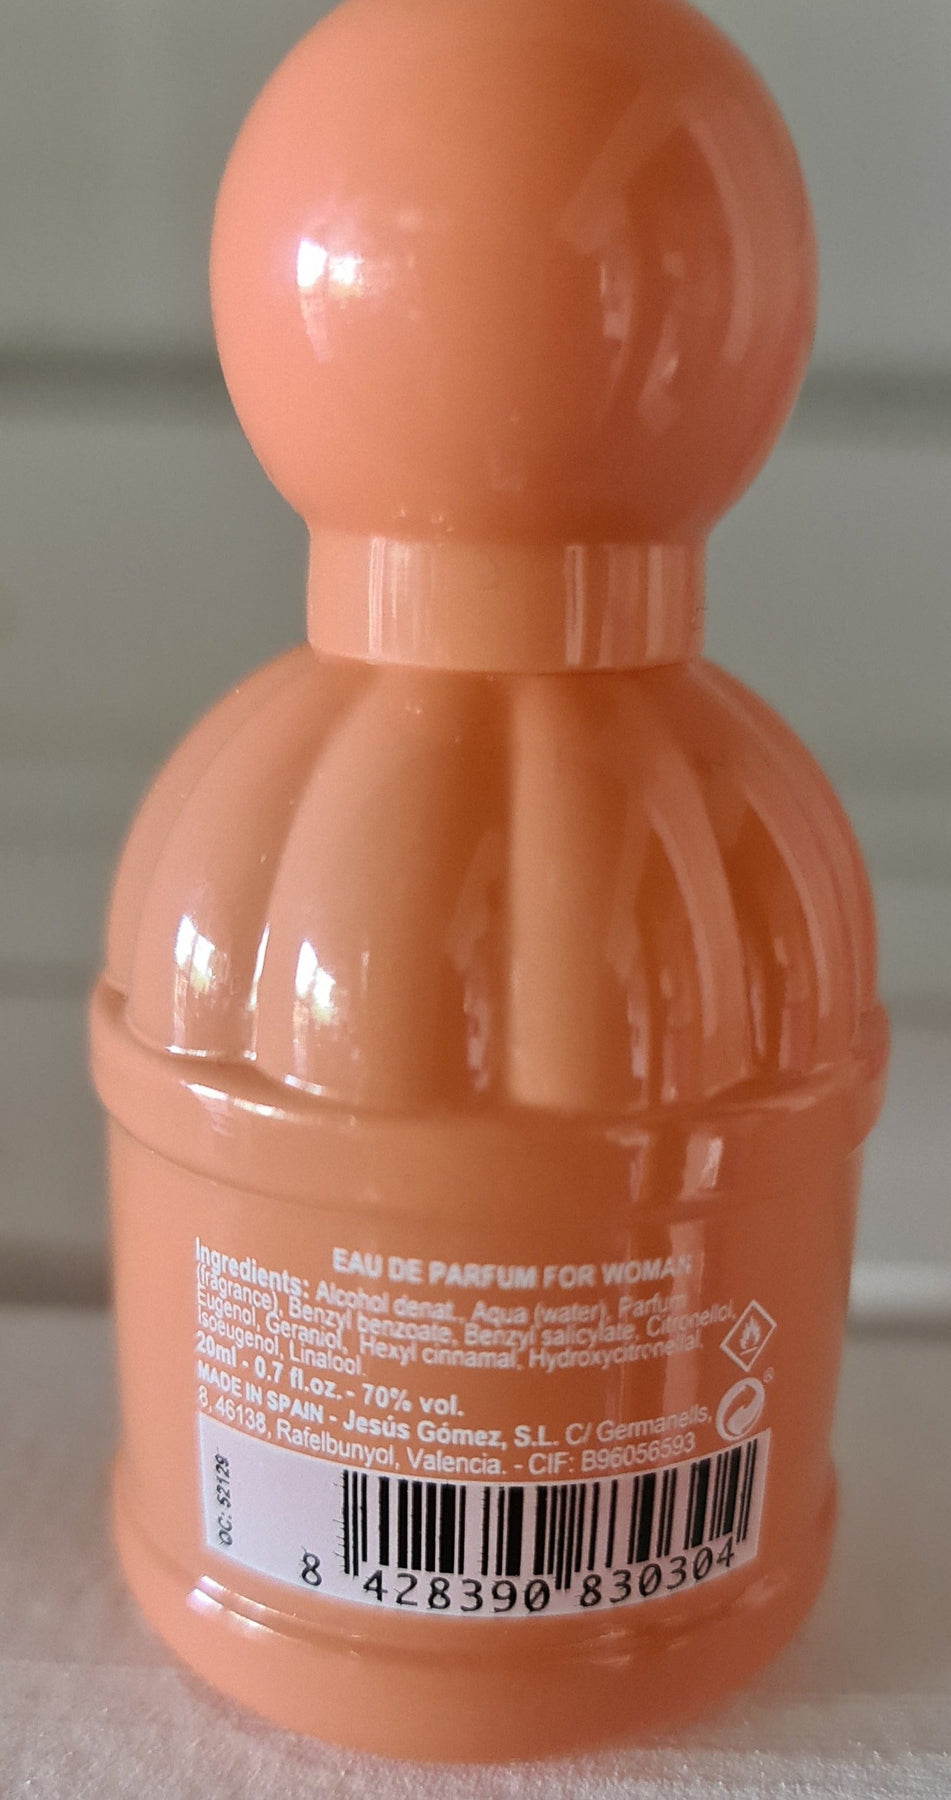 EAU DE PARFUM FOR WOMAN
Ingredients: Alcohol denat., Aqua (water), Parfum
(fragrance), Benzyl benzoate, Benzyl salicylate, Citronellol,
Eugenol, Geraniol, Hexyl cinnamal, Hydroxycitronellal,
Isoeugenol, Linalool.
20ml - 0.7 fl.oz. - 70% vol.
MADE IN SPAIN - Jesús Gómez, S.L. C/ Germanells,
8, 46138, Rafelbunyol, Valencia. - CIF: B96056593
®
OC: 52129
8 428390 830304